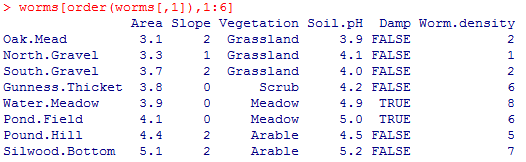 > worms[order(worms[,1]),1:6]
Area Slope Vegetation Soil.pH Damp Worm.density
Oak.Mead 3.1 2 Grassland 3.9 FALSE 2
North.Gravel 3.3 1 Grassland 4.1 FALSE 1
South.Gravel 3.7 2 Grassland 4.0 FALSE 2
Gunness.Thicket 3.8 0 Scrub 4.2 FALSE 6
Water.Meadow 3.9 0 Meadow 4.9 TRUE 8
Pond.Field 4.1 0 Meadow 5.0 TRUE 6
Pound.Hill 4.4 2 Arable 4.5 FALSE 5
Silwood.Bottom 5.1 2 Arable 5.2 FALSE 7